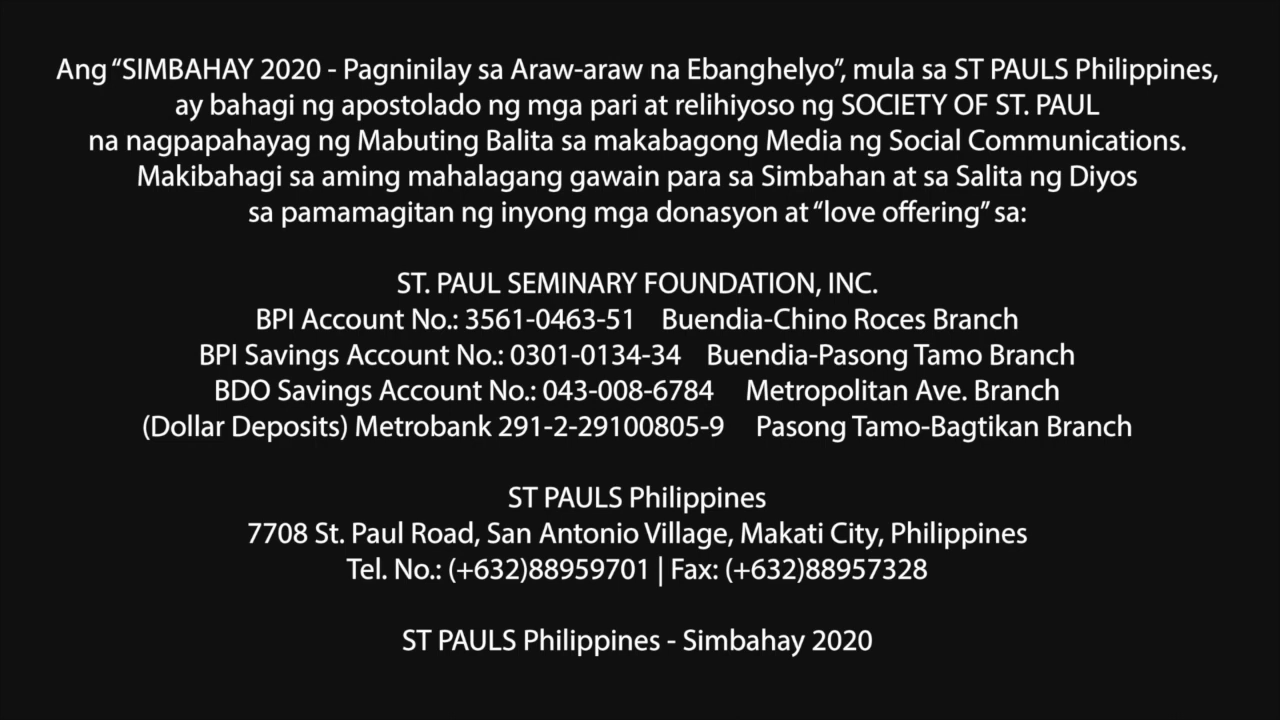 Ang “SIMBAHAY 2020 - Pagninilay sa Araw-araw na Ebanghelyo”, mula sa ST PAULS Philippines,
ay bahagi ng apostolado ng mga pari at relihiyoso ng SOCIETY OF ST. PAUL
na nagpapahayag ng Mabuting Balita sa makabagong Media ng Social Communications.
Makibahagi sa aming mahalagang gawain para sa Simbahan at sa Salita ng Diyos
sa pamamagitan ng inyong mga donasyon at “love offering” sa:
ST. PAUL SEMINARY FOUNDATION, INC.
BPI Account No.: 3561-0463-51 Buendia-Chino Roces Branch
BPI Savings Account No.: 0301-0134-34 Buendia-Pasong Tamo Branch
BDO Savings Account No.: 043-008-6784 Metropolitan Ave. Branch
(Dollar Deposits) Metrobank 291-2-29100805-9 Pasong Tamo-Bagtikan Branch
ST PAULS Philippines
7708 St. Paul Road, San Antonio Village, Makati City, Philippines
Tel. No.: (+632)88959701 | Fax: (+632)88957328
ST PAULS Philippines - Simbahay 2020